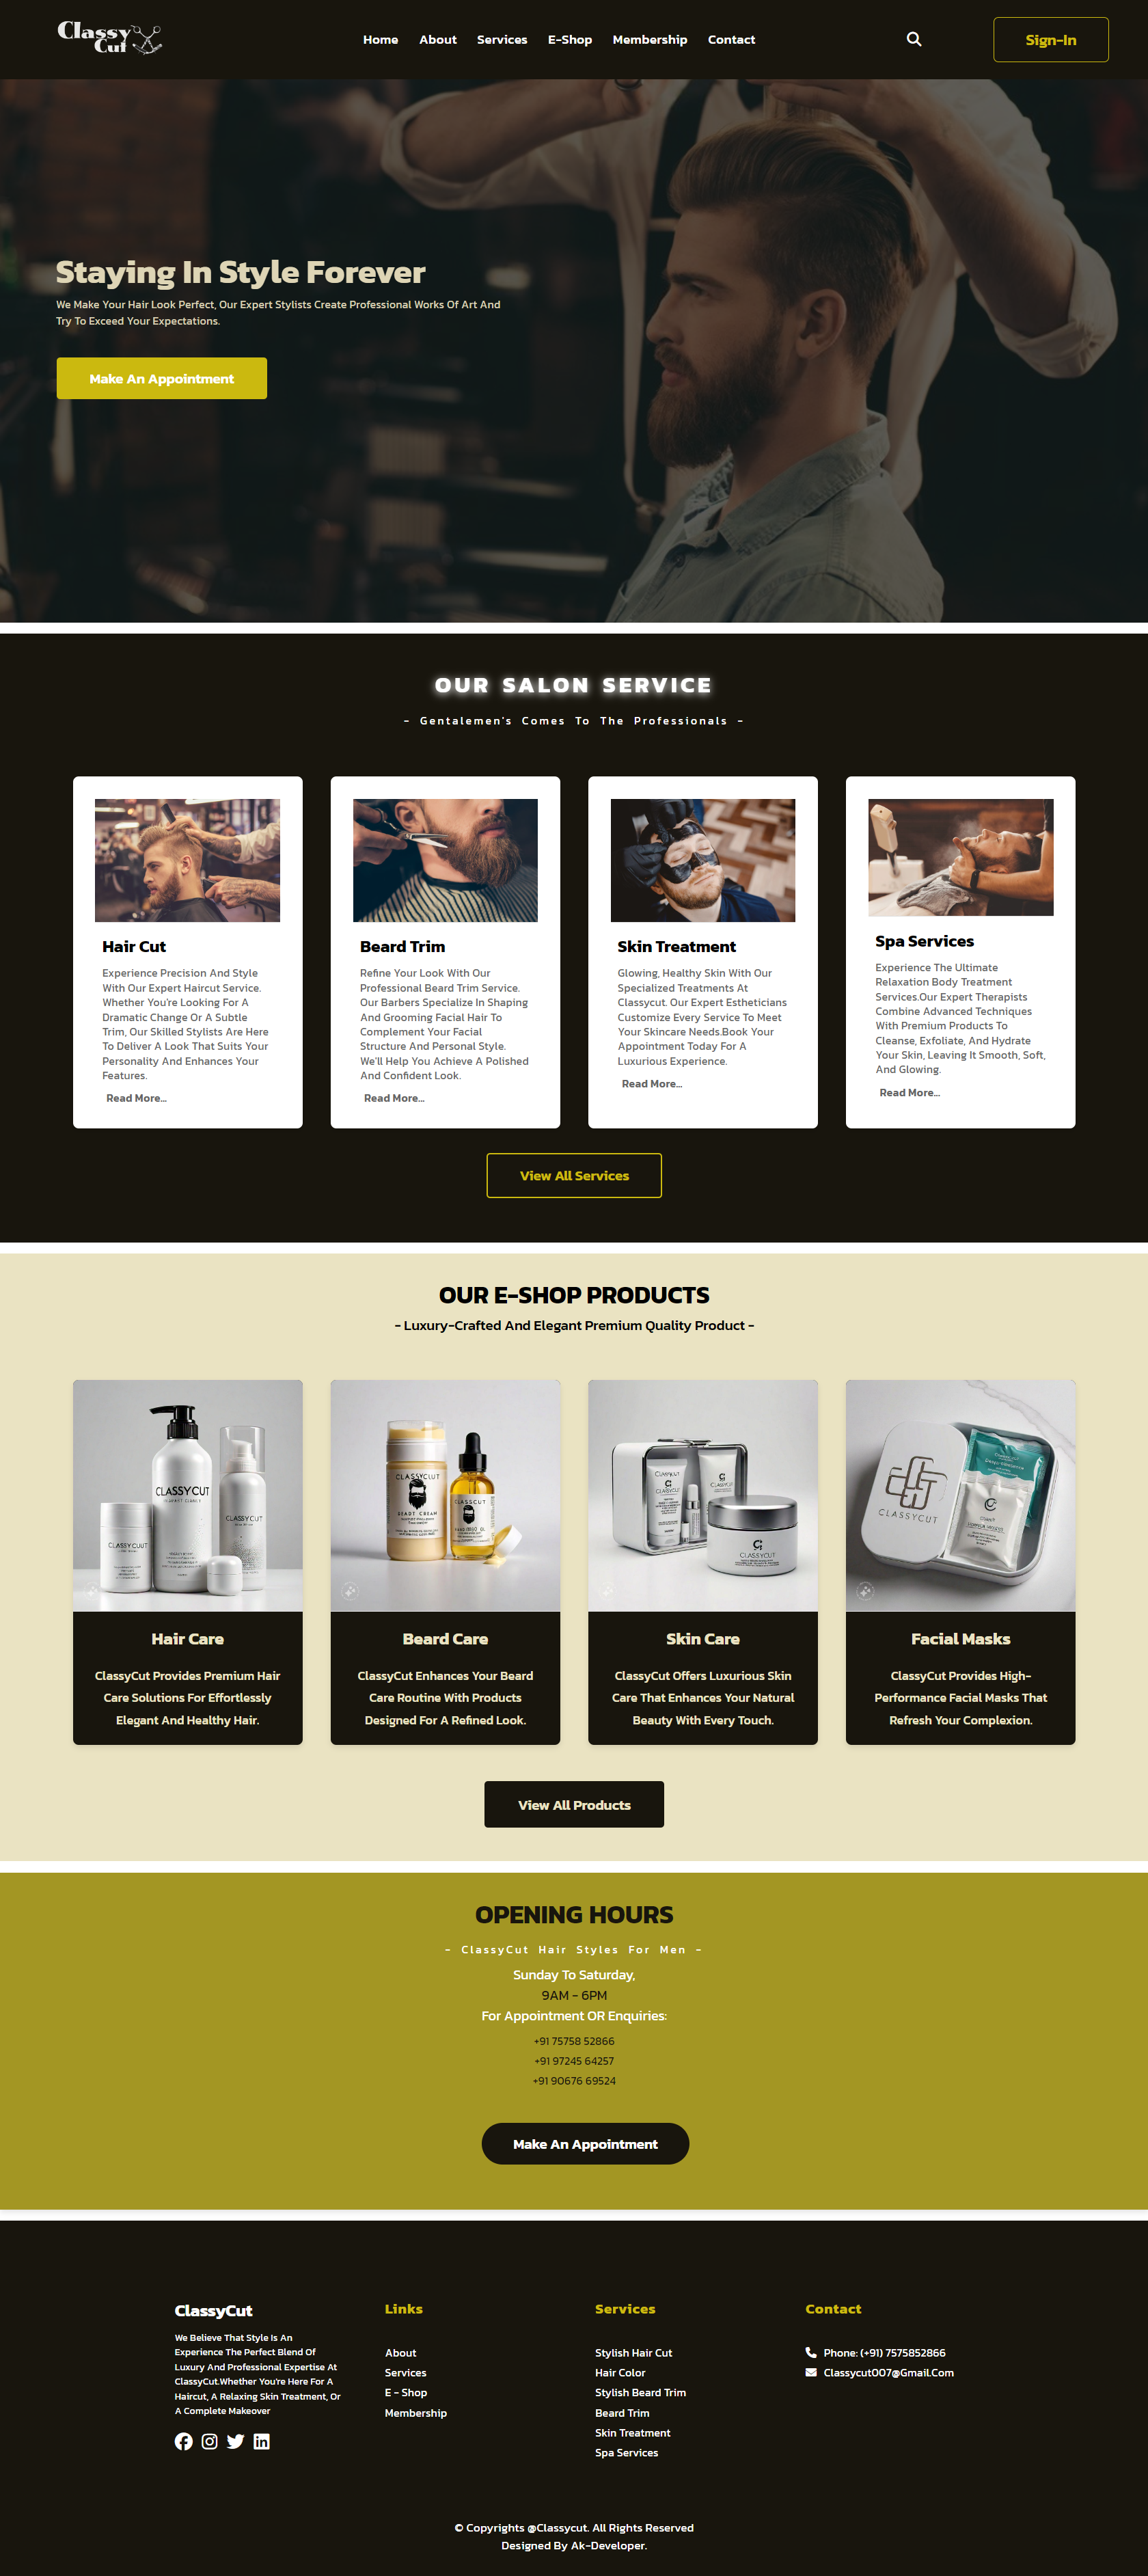 Classy
Cut
Home About Services E-Shop Membership Contact
Sign-In
Staying In Style Forever
We Make Your Hair Look Perfect, Our Expert Stylists Create Professional Works Of Art And
Try To Exceed Your Expectations.
Make An Appointment
OUR SALON SERVICE
- Gentalemen's Comes To The Professionals -
Hair Cut
Experience Precision And Style
With Our Expert Haircut Service.
Whether You're Looking For A
Dramatic Change Or A Subtle
Trim, Our Skilled Stylists Are Here
To Deliver A Look That Suits Your
Personality And Enhances Your
Features.
Read More...
Beard Trim
Refine Your Look With Our
Professional Beard Trim Service.
Our Barbers Specialize In Shaping
And Grooming Facial Hair To
Complement Your Facial
Structure And Personal Style.
We'll Help You Achieve A Polished
And Confident Look.
Read More...
Skin Treatment
Glowing, Healthy Skin With Our
Specialized Treatments At
Classycut. Our Expert Estheticians
Customize Every Service To Meet
Your Skincare Needs.Book Your
Appointment Today For A
Luxurious Experience.
Read More...
Spa Services
Experience The Ultimate
Relaxation Body Treatment
Services.Our Expert Therapists
Combine Advanced Techniques
With Premium Products To
Cleanse, Exfoliate, And Hydrate
Your Skin, Leaving It Smooth, Soft,
And Glowing.
Read More...
View All Services
OUR E-SHOP PRODUCTS
- Luxury-Crafted And Elegant Premium Quality Product -
CLASSYCUT
CLASSYCUT
CLASSYCUT
Hair Care
ClassyCut Provides Premium Hair
Care Solutions For Effortlessly
Elegant And Healthy Hair.
CLASSYCLUT
BEADT CREAM
CLASSCUT
Beard Care
ClassyCut Enhances Your Beard
Care Routine With Products
Designed For A Refined Look.
CLASSYCUT
Skin Care
ClassyCut Offers Luxurious Skin
Care That Enhances Your Natural
Beauty With Every Touch.
CLASSYCUT
Facial Masks
ClassyCut Provides High-
Performance Facial Masks That
Refresh Your Complexion.
View All Products
OPENING HOURS
- ClassyCut Hair Styles For Men -
Sunday To Saturday,
9AM - 6PM
For Appointment OR Enquiries:
+91 75758 52866
+91 97245 64257
+91 90676 69524
Make An Appointment
ClassyCut
We Believe That Style Is An
Experience The Perfect Blend Of
Luxury And Professional Expertise At
ClassyCut.Whether You're Here For A
Haircut, A Relaxing Skin Treatment, Or
A Complete Makeover
Links
About
Services
E - Shop
Membership
Services
Stylish Hair Cut
Hair Color
Stylish Beard Trim
Beard Trim
Skin Treatment
Spa Services
Contact
Phone: (+91) 7575852866
Classycut007@Gmail.Com
© Copyrights @Classycut. All Rights Reserved
Designed By Ak-Developer.